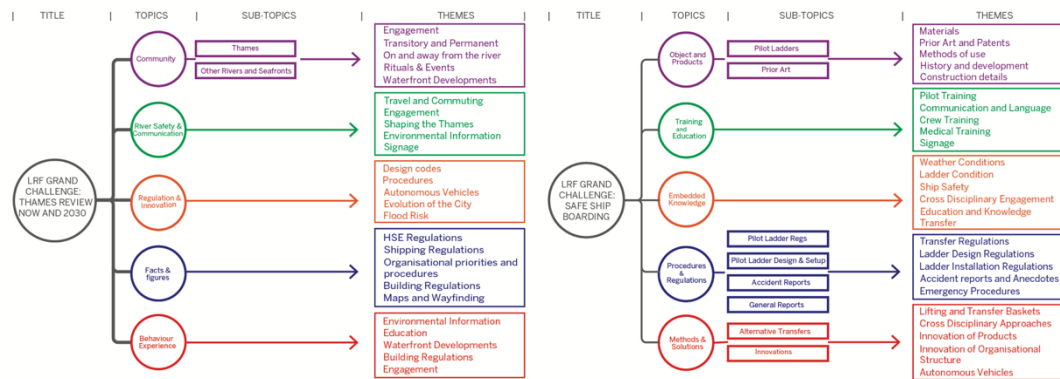 TITLE
TOPICS
SUB-TOPICS
THEMES
LRF GRAND
CHALLENGE:
THAMES REVIEW
NOW AND 2030
Community
Thames
Other Rivers and Seafronts
Engagement
Transitory and Permanent
On and away from the river
Rituals & Events
Waterfront Developments
River Safety &
Communication
Travel and Commuting
Engagement
Shaping the Thames
Environmental Information
Signage
Regulation &
Innovation
Design codes
Procedures
Autonomous Vehicles
Evolution of the City
Flood Risk
Facts &
figures
HSE Regulations
Shipping Regulations
Organisational priorities and
procedures
Building Regulations
Maps and Wayfinding
Behaviour
Experience
Environmental Information
Education
Waterfront Developments
Building Regulations
Engagement
TITLE
TOPICS
SUB-TOPICS
THEMES
LRF GRAND
CHALLENGE:
SAFE SHIP
BOARDING
Object and
Products
Pilot Ladders
Prior Art
Materials
Prior Art and Patents
Methods of use
History and development
Construction details
Training
and
Education
Pilot Training
Communication and Language
Crew Training
Medical Training
Signage
Embedded
Knowledge
Weather Conditions
Ladder Condition
Ship Safety
Cross Disciplinary Engagement
Education and Knowledge
Transfer
Procedures
&
Regulations
Pilot Ladder Regs
Pilot Ladder Design & Setup
Accident Reports
General Reports
Transfer Regulations
Ladder Design Regulations
Ladder Installation Regulations
Accident reports and Anecdotes
Emergency Procedures
Methods &
Solutions
Alternative Transfers
Innovations
Lifting and Transfer Baskets
Cross Disciplinary Approaches
Innovation of Products
Innovation of Organisational
Structure
Autonomous Vehicles